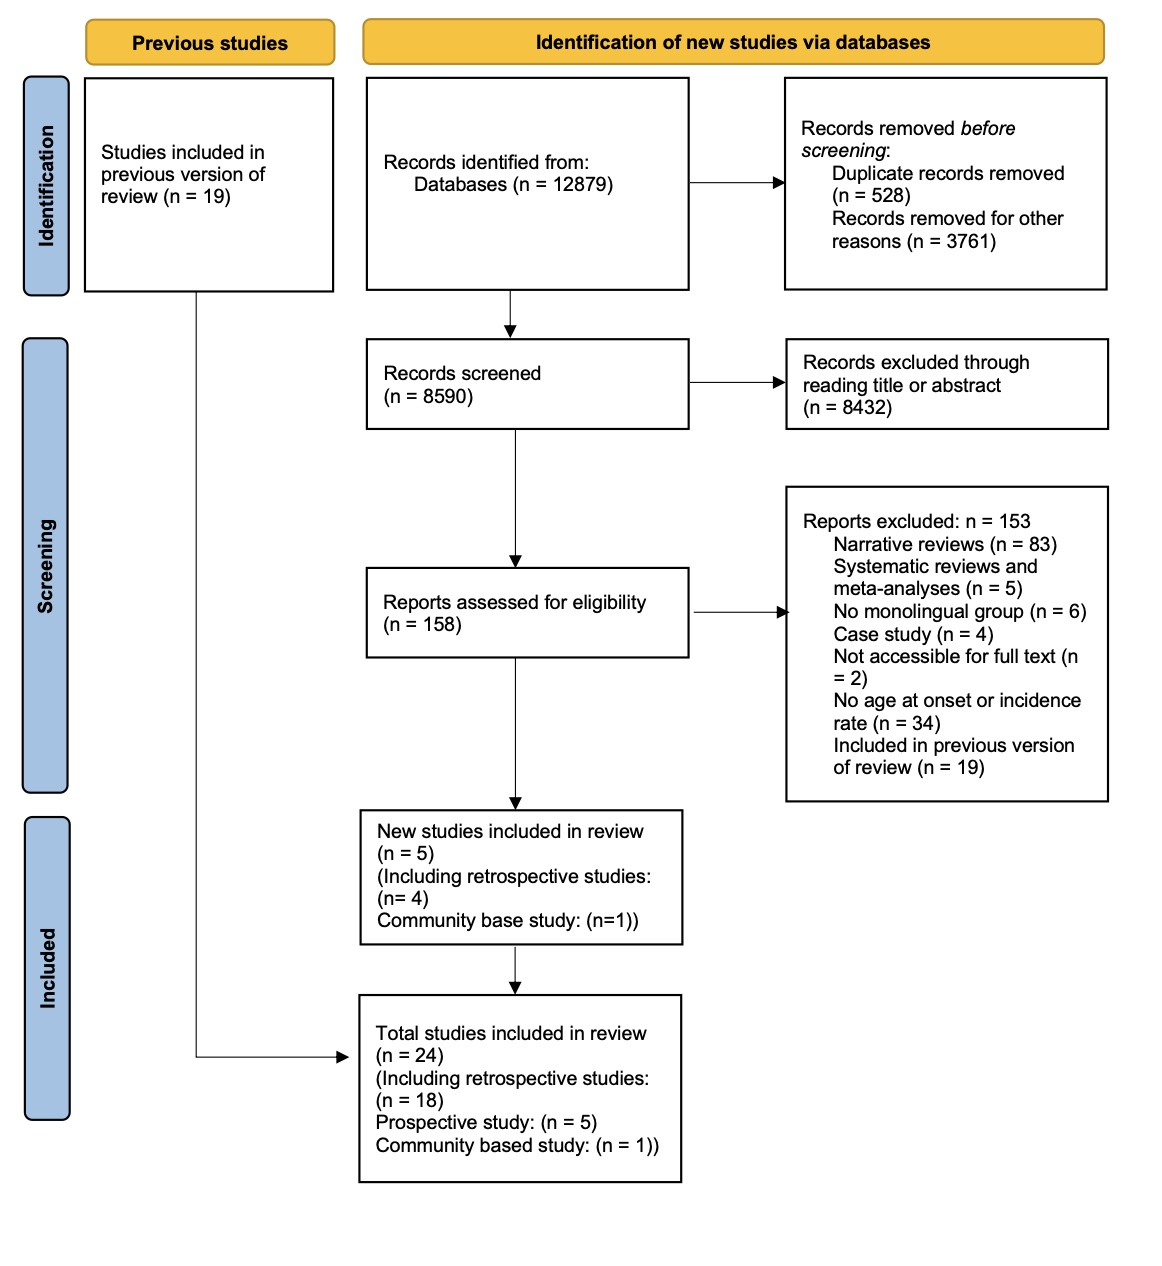 Previous studies
Identification of new studies via databases
Identification
Studies included in
previous version of
review (n = 19)
Records identified from:
Databases (n = 12879)
Records removed before
screening:
Duplicate records removed
(n = 528)
Records removed for other
reasons (n = 3761)
Screening
Records screened
(n = 8590)
Records excluded through
reading title or abstract
(n = 8432)
Reports assessed for eligibility
(n = 158)
Reports excluded: n = 153
Narrative reviews (n = 83)
Systematic reviews and
meta-analyses (n = 5)
No monolingual group (n = 6)
Case study (n = 4)
Not accessible for full text (n
= 2)
No age at onset or incidence
rate (n = 34)
Included in previous version
of review (n = 19)
Included
New studies included in review
(n = 5)
(Including retrospective studies:
(n= 4)
Community base study: (n=1))
Total studies included in review
(n = 24)
(Including retrospective studies:
(n = 18)
Prospective study: (n = 5)
Community based study: (n = 1))